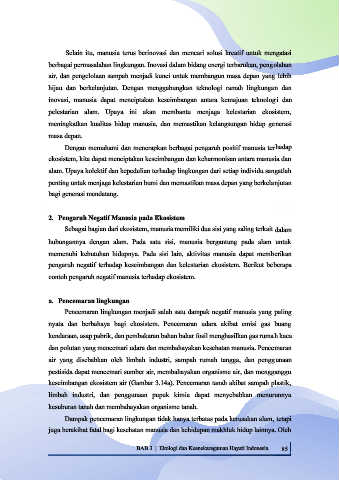 Selain itu, manusia terus berinovasi dan mencari solusi kreatif untuk mengatasi
berbagai permasalahan lingkungan. Inovasi dalam bidang energi terbarukan, pengolahan
air, dan pengelolaan sampah menjadi kunci untuk membangun masa depan yang lebih
hijau dan berkelanjutan. Dengan menggabungkan teknologi ramah lingkungan dan
inovasi, manusia dapat menciptakan keseimbangan antara kemajuan teknologi dan
pelestarian alam. Upaya ini akan membantu menjaga kelestarian ekosistem,
meningkatkan kualitas hidup manusia, dan memastikan kelangsungan hidup generasi
masa depan.
Dengan memahami dan menerapkan berbagai pengaruh positif manusia terhadap
ekosistem, kita dapat menciptakan keseimbangan dan keharmonisan antara manusia dan
alam. Upaya kolektif dan kepedulian terhadap lingkungan dari setiap individu sangatlah
penting untuk menjaga kelestarian bumi dan memastikan masa depan yang berkelanjutan
bagi generasi mendatang.
2. Pengaruh Negatif Manusia pada Ekosistem
Sebagai bagian dari ekosistem, manusia memiliki dua sisi yang saling terkait dalam
hubungannya dengan alam. Pada satu sisi, manusia bergantung pada alam untuk
memenuhi kebutuhan hidupnya. Pada sisi lain, aktivitas manusia dapat memberikan
pengaruh negatif terhadap keseimbangan dan kelestarian ekosistem. Berikut beberapa
contoh pengaruh negatif manusia terhadap ekosistem.
a. Pencemaran lingkungan
Pencemaran lingkungan menjadi salah satu dampak negatif manusia yang paling
nyata dan berbahaya bagi ekosistem. Pencemaran udara akibat emisi gas buang
kendaraan, asap pabrik, dan pembakaran bahan bakar fosil menghasilkan gas rumah kaca
dan polutan yang mencemari udara dan membahayakan kesehatan manusia. Pencemaran
air yang disebabkan oleh limbah industri, sampah rumah tangga, dan penggunaan
pestisida dapat mencemari sumber air, membahayakan organisme air, dan mengganggu
keseimbangan ekosistem air (Gambar 3.14a). Pencemaran tanah akibat sampah plastik,
limbah industri, dan penggunaan pupuk kimia dapat menyebabkan menurunnya
kesuburan tanah dan membahayakan organisme tanah.
Dampak pencemaran lingkungan tidak hanya terbatas pada kerusakan alam, tetapi
juga berakibat fatal bagi kesehatan manusia dan kehidupan makhluk hidup lainnya. Oleh
BAB 3 | Ekologi dan Keanekaragaman Hayati Indonesia 95